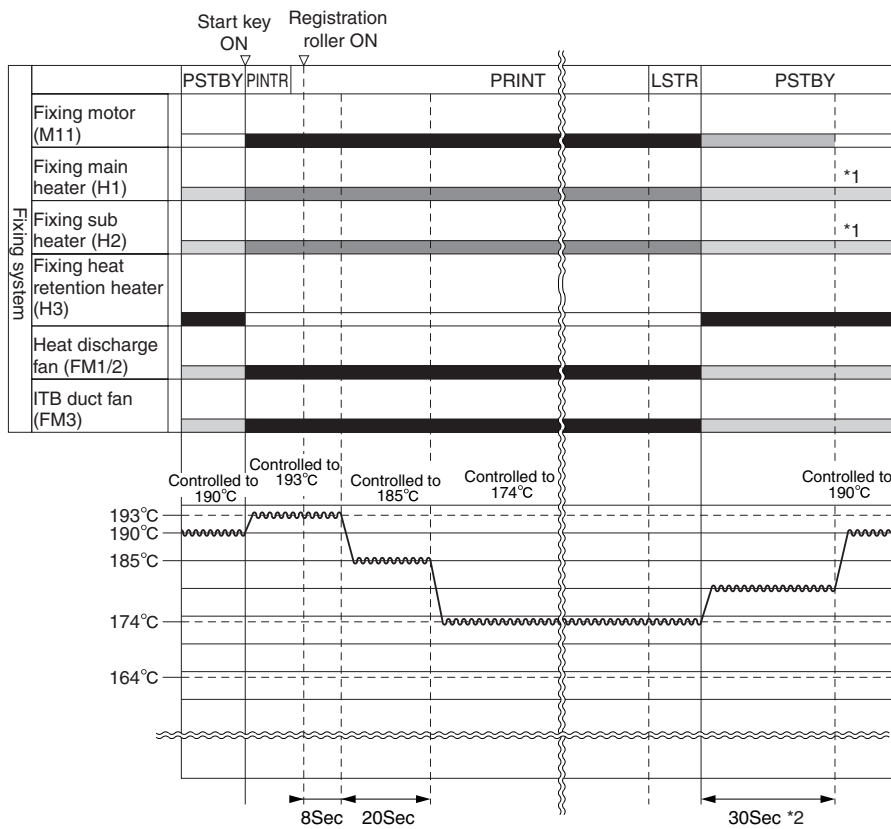 Start key
ON
Registration
roller ON
PSTBY
PINTR
PRINT
LSTR
PSTBY
Fixing system
Fixing motor
(M11)
Fixing main
heater (H1)
*1
Fixing sub
heater (H2)
*1
Fixing heat
retention heater
(H3)
Heat discharge
fan (FM1/2)
ITB duct fan
(FM3)
Controlled to
190°C
Controlled to
193°C
Controlled to
185°C
Controlled to
174°C
Controlled to
190°C
193°C
190°C
185°C
174°C
164°C
8Sec
20Sec
30Sec *2